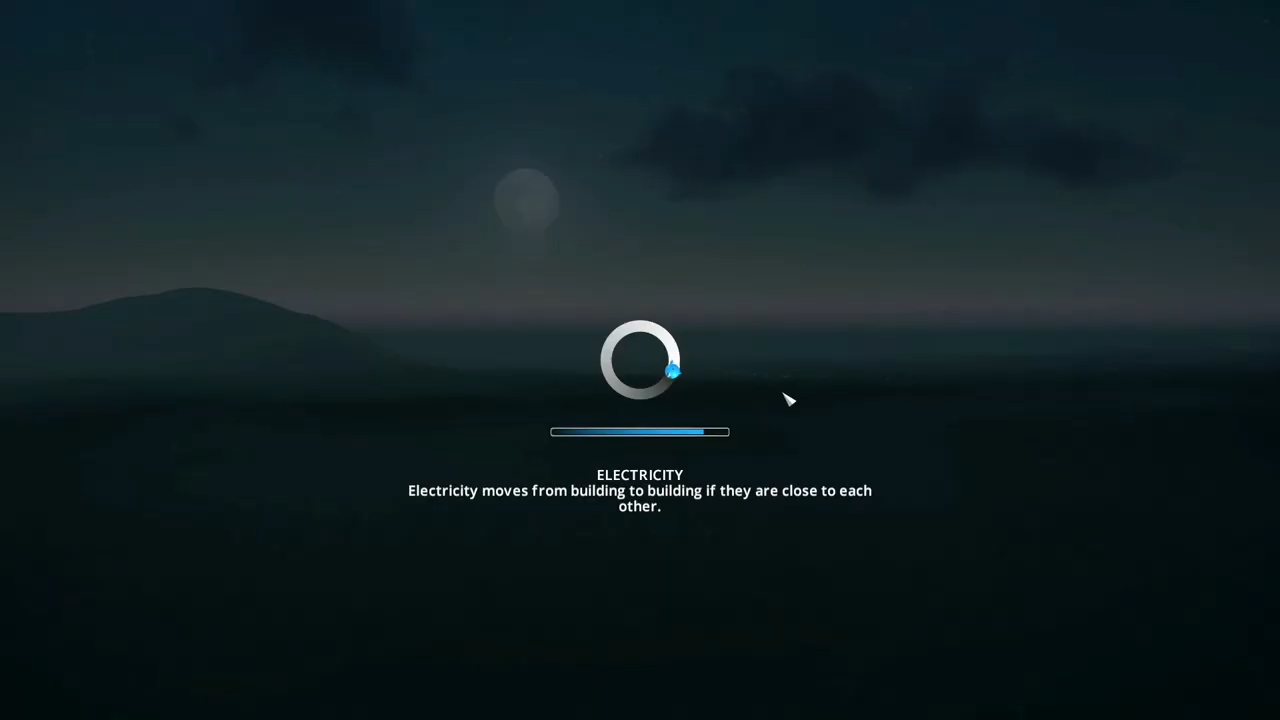 ELECTRICITY
Electricity moves from building to building if they are close to each
other.